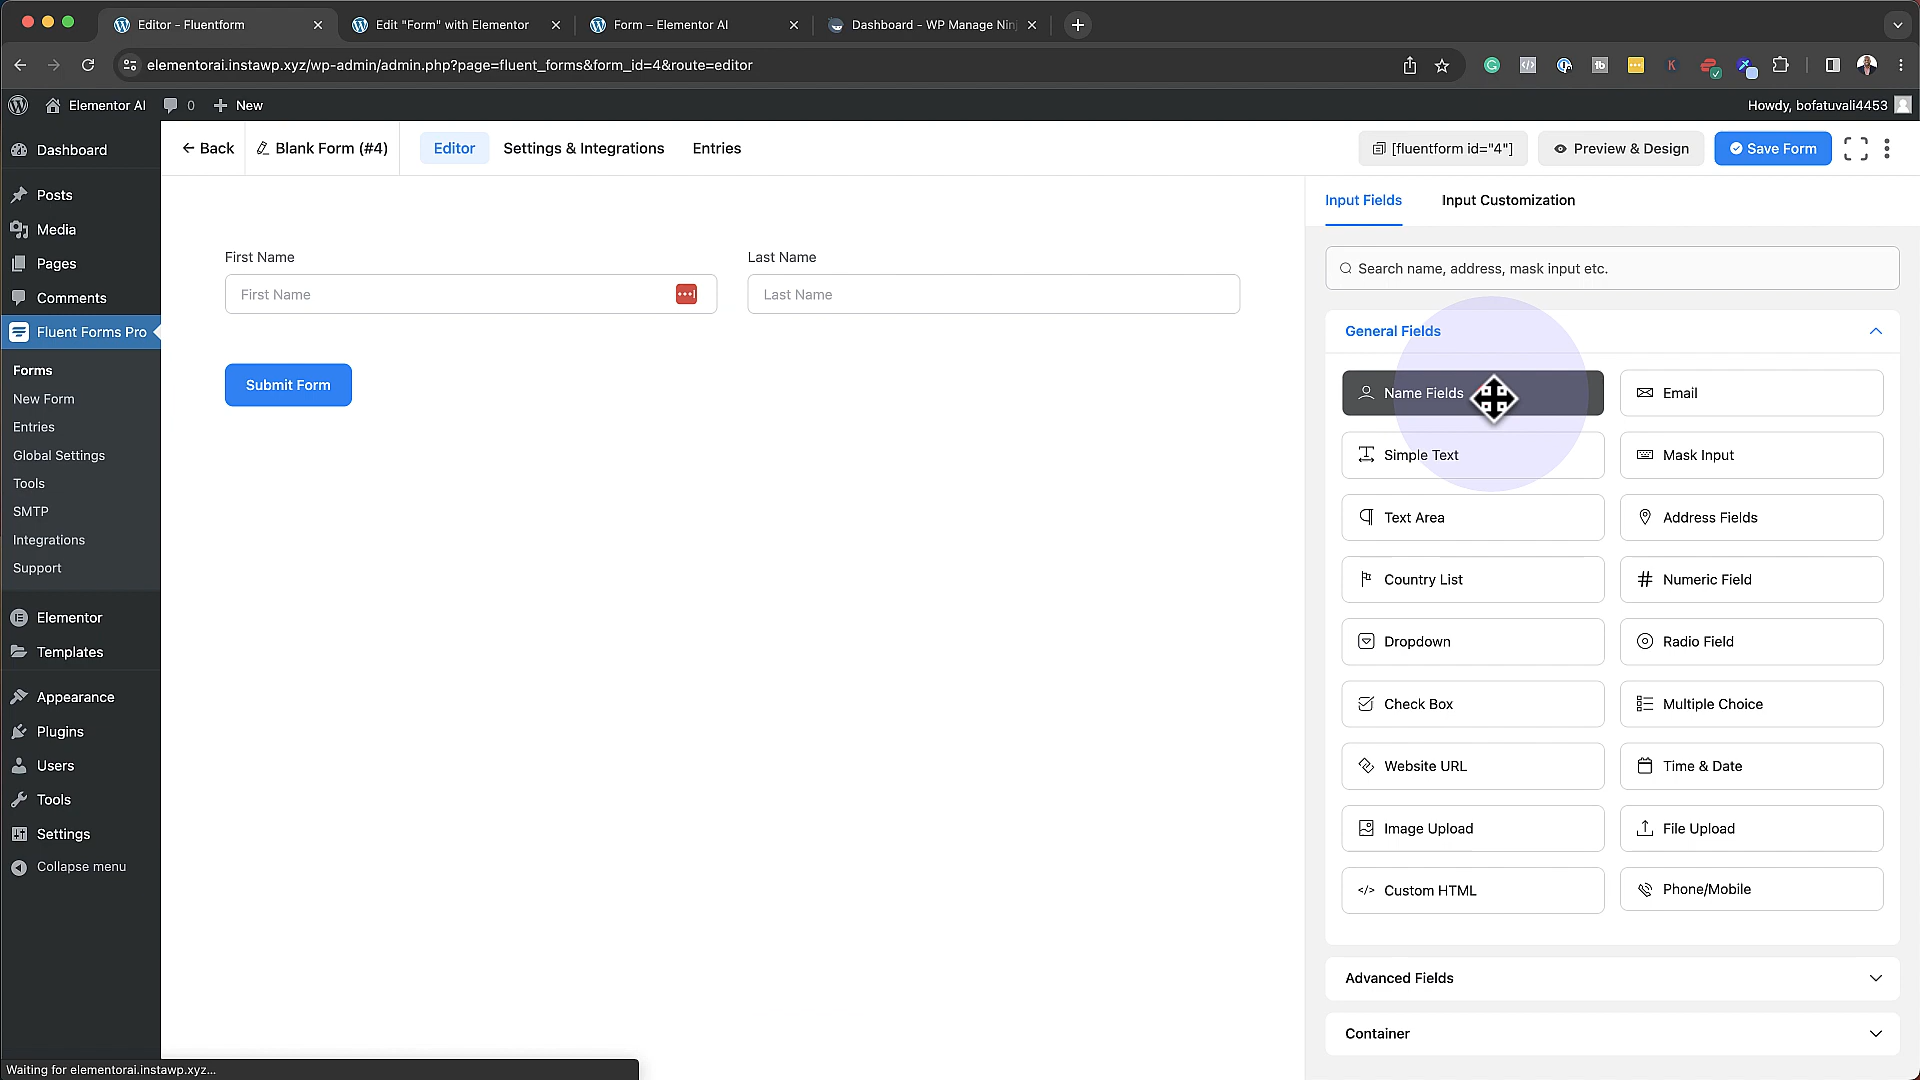 Editor - Fluentform
Edit "Form" with Elementor
Form – Elementor AI
Dashboard - WP Manage Nin
elementorai.instawp.xyz/wp-admin/admin.php?page=fluent_forms&form_id=4&route=editor
Elementor AI
0
New
Howdy, bofatuvali4453
Back
Blank Form (#4)
Editor
Settings & Integrations
Entries
[fluentform id="4"]
Preview & Design
Save Form
Dashboard
Posts
Media
Pages
Comments
Fluent Forms Pro
Forms
New Form
Entries
Global Settings
Tools
SMTP
Integrations
Support
Elementor
Templates
Appearance
Plugins
Users
Tools
Settings
Collapse menu
First Name
Last Name
First Name
Last Name
Submit Form
Input Fields
Input Customization
Search name, address, mask input etc.
General Fields
Name Fields
Email
Simple Text
Mask Input
Text Area
Address Fields
Country List
Numeric Field
Dropdown
Radio Field
Check Box
Multiple Choice
Website URL
Time & Date
Image Upload
File Upload
Custom HTML
Phone/Mobile
Advanced Fields
Container
Waiting for elementorai.instawp.xyz...